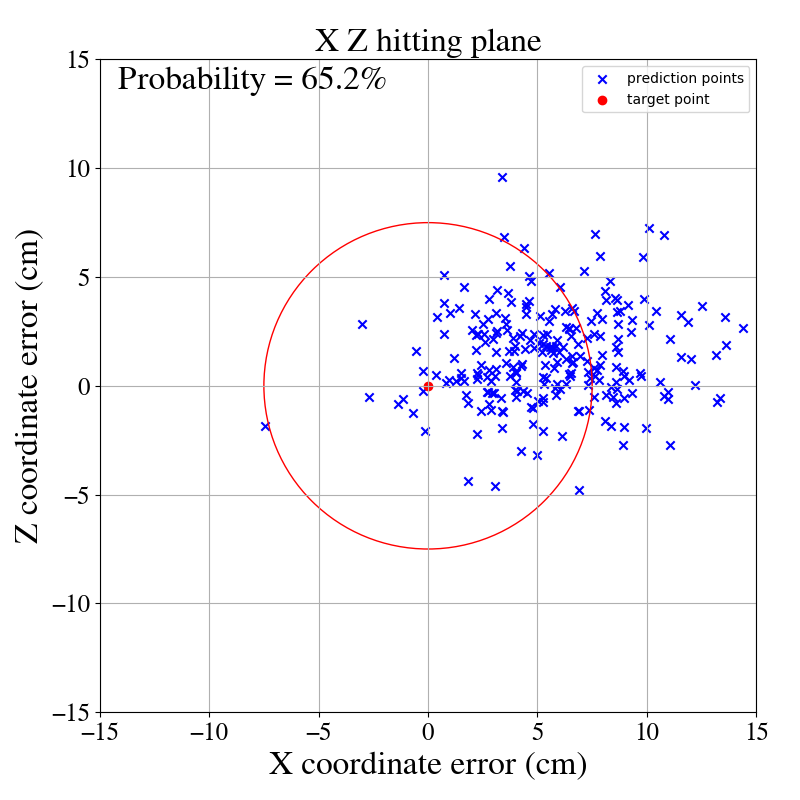 X Z hitting plane
Probability = 65.2%
prediction points
target point
15
10
5
0
−5
−10
−15
Z coordinate error (cm)
−15 −10 −5 0 5 10 15
X coordinate error (cm)